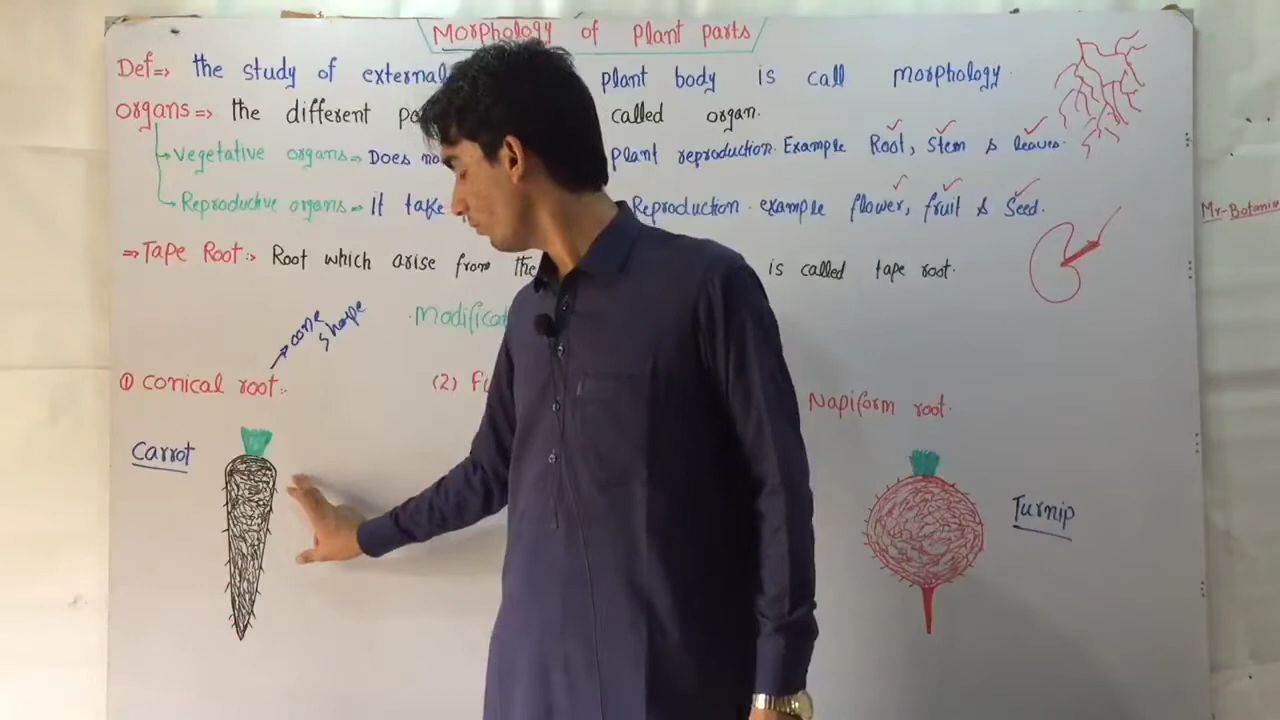 Morphology of plant parts
Def=> the study of external plant body is call morphology.
organs=> the different called organ.
Vegetative organs=> Does plant reproduction. Example Root, Stem & leaves.
Reproductive organs=> It take Reproduction. example flower, fruit & Seed.
Mr-Botanis
=> Tape Root:- Root which arise from the is called tape root.
cone shape
① conical root:-
(2)
Napiform root.
Carrot
Turnip